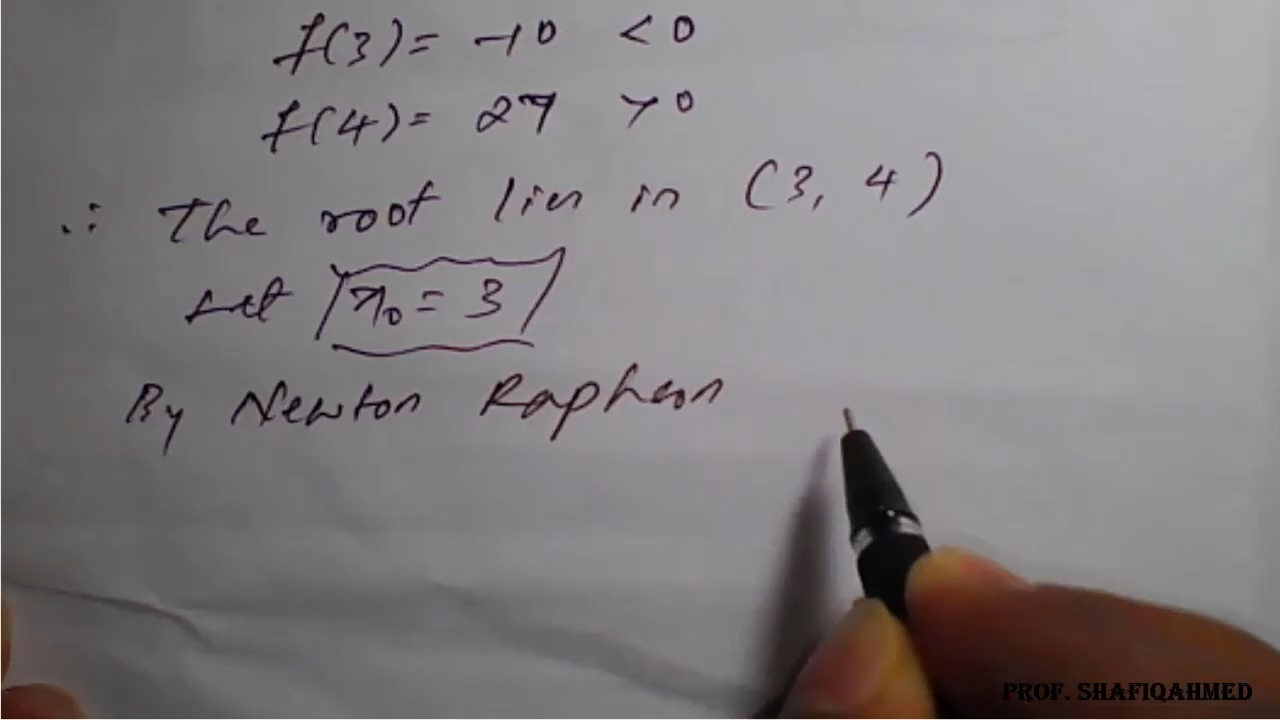 f(3) = -10 < 0
f(4) = 27 > 0
∴ The root lies in (3, 4)
Let x₀ = 3
By Newton Raphson
PROF. SHAFIQAHMED